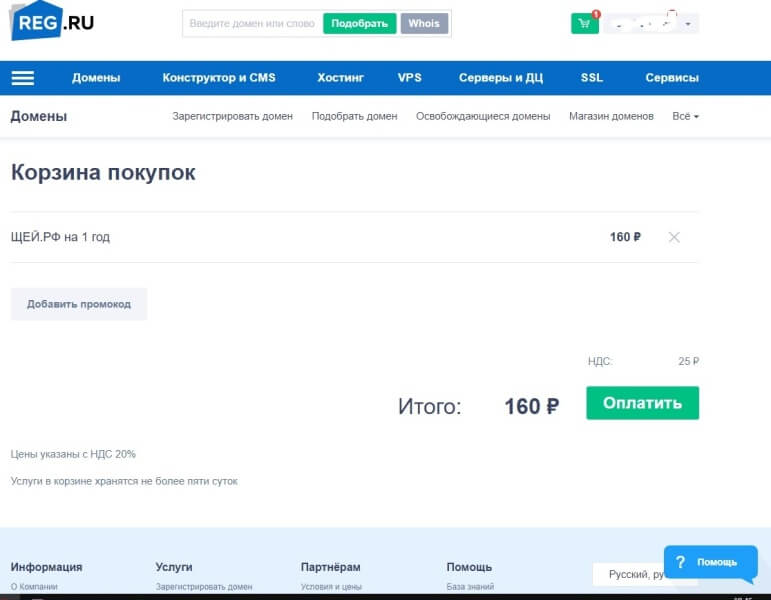 REG.RU
Введите домен или слово
Подобрать
Whois
1
Домены
Конструктор и CMS
Хостинг
VPS
Серверы и ДЦ
SSL
Сервисы
Домены
Зарегистрировать домен
Подобрать домен
Освобождающиеся домены
Магазин доменов
Всё
Корзина покупок
ЩЕЙ.РФ на 1 год
160 ₽
Добавить промокод
НДС:
25 ₽
Итого:
160 ₽
Оплатить
Цены указаны с НДС 20%
Услуги в корзине хранятся не более пяти суток
Информация
Услуги
Партнёрам
Помощь
О Компании
Зарегистрировать домен
Условия и цены
База знаний
Русский,
? Помощь